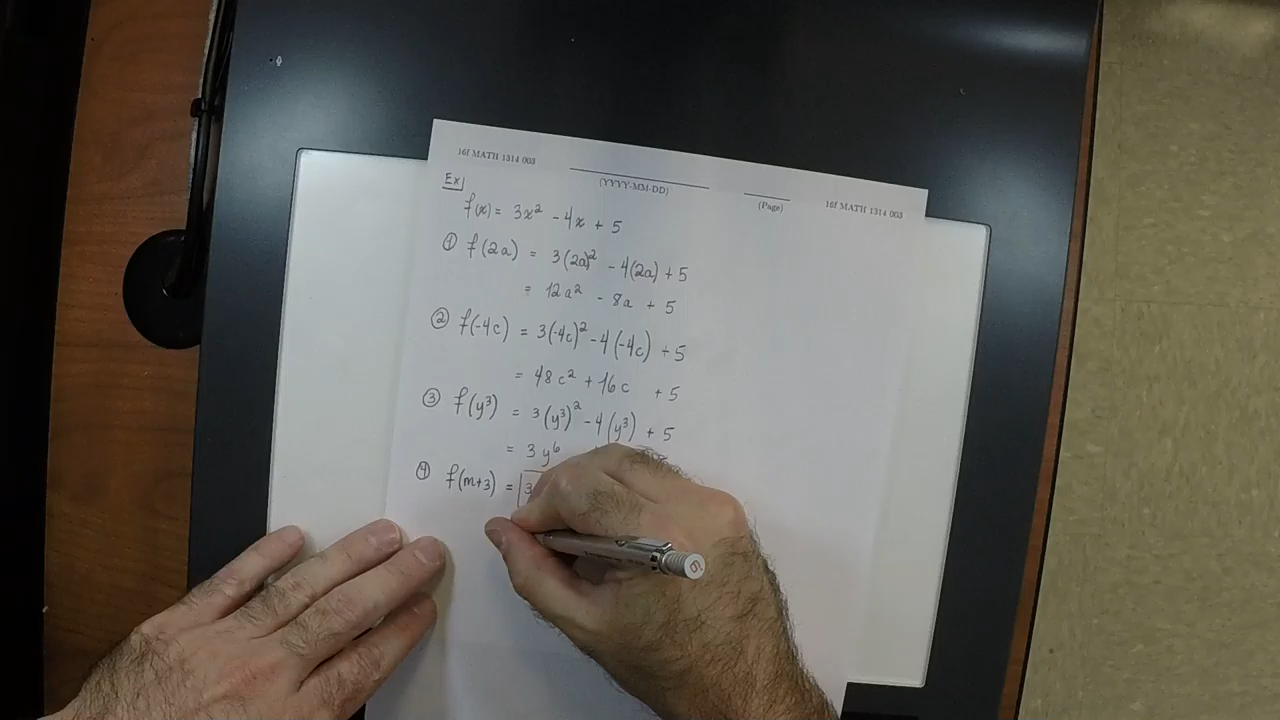 16f MATH 1314 003 (YYYY-MM-DD) (Page) 16f MATH 1314 003
Ex
f(x) = 3x² - 4x + 5
① f(2a) = 3(2a)² - 4(2a) + 5
= 12a² - 8a + 5
② f(-4c) = 3(-4c)² - 4(-4c) + 5
= 48c² + 16c + 5
③ f(y³) = 3(y³)² - 4(y³) + 5
= 3y⁶
④ f(m+3) = 3